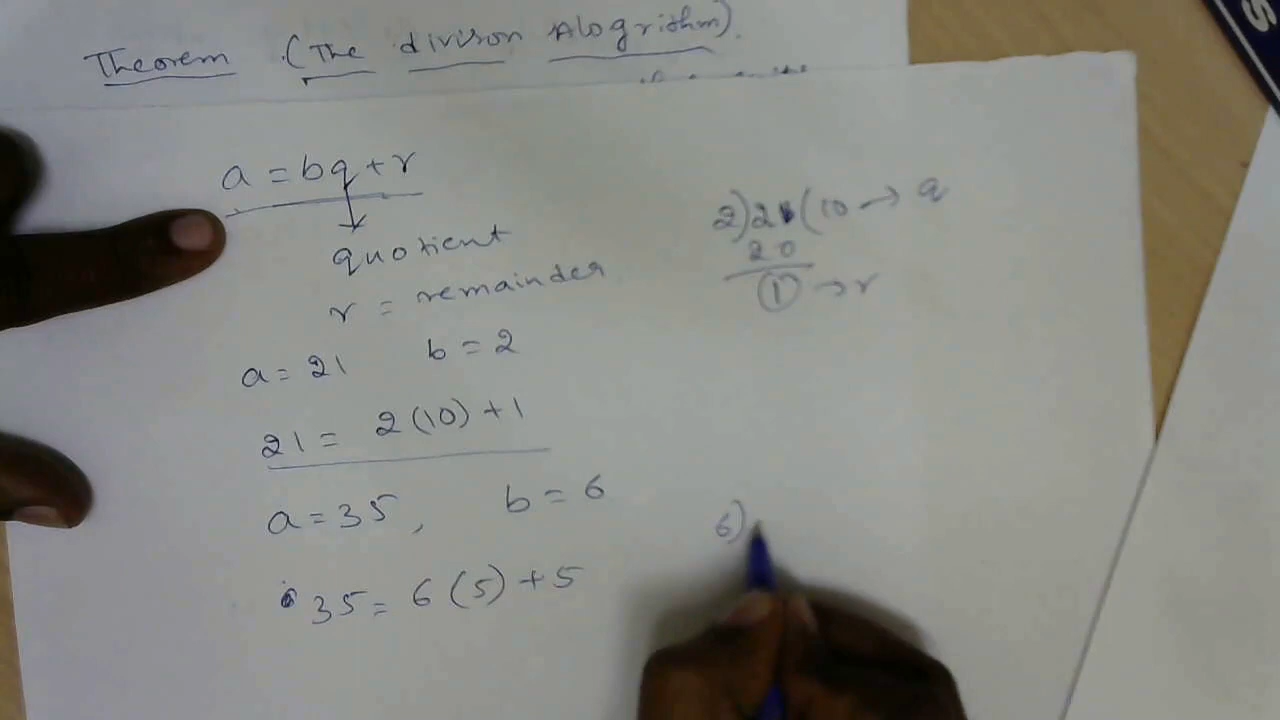 Theorem (The divison Alogrithm).
a = bq + r
quotient
r = remainder
a = 21 b = 2
21 = 2(10) + 1
a = 35, b = 6
35 = 6(5) + 5
2)21(10 → q
20
1 → r
6)